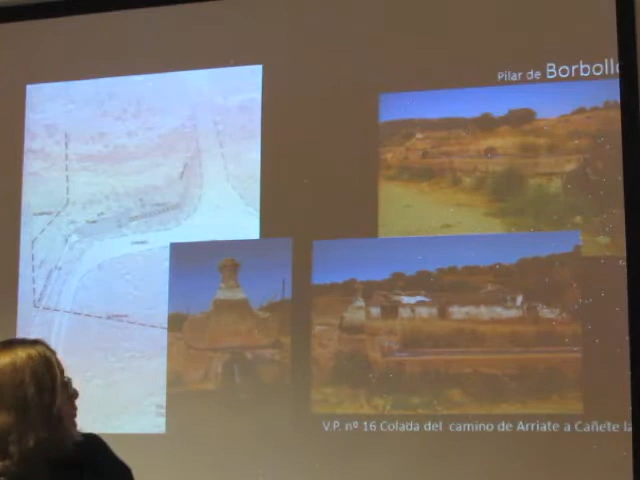 Pilar de Borbollo
V.P. nº 16 Colada del camino de Arriate a Cañete la